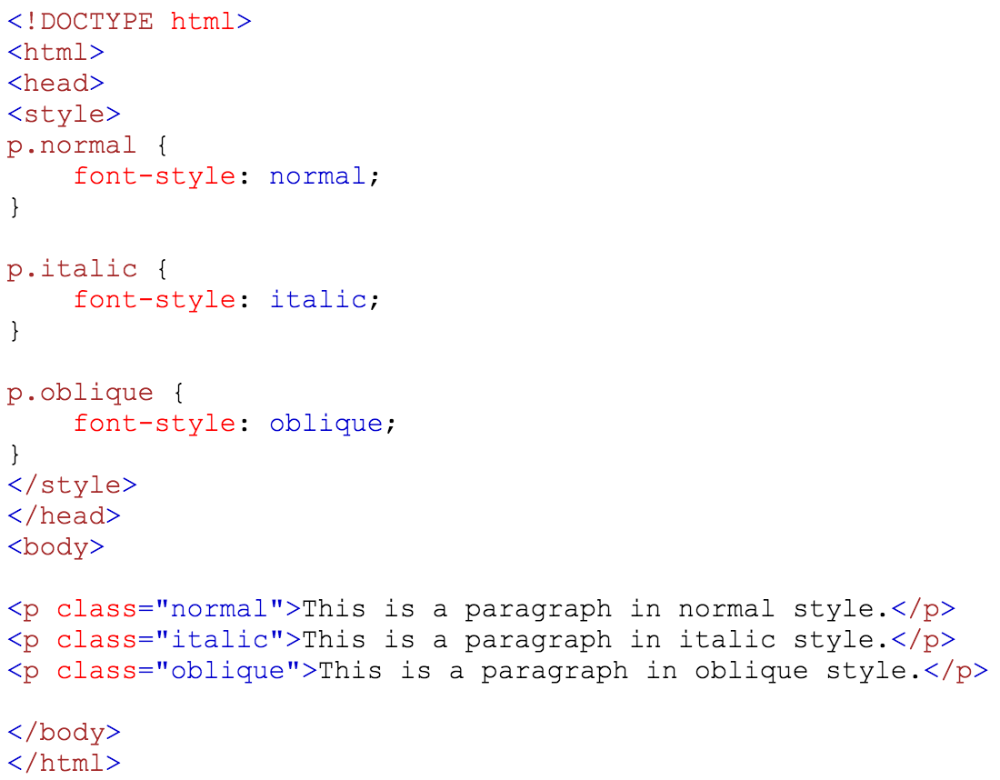 <!DOCTYPE html>
<html>
<head>
<style>
p.normal {
    font-style: normal;
}

p.italic {
    font-style: italic;
}

p.oblique {
    font-style: oblique;
}
</style>
</head>
<body>

<p class="normal">This is a paragraph in normal style.</p>
<p class="italic">This is a paragraph in italic style.</p>
<p class="oblique">This is a paragraph in oblique style.</p>

</body>
</html>